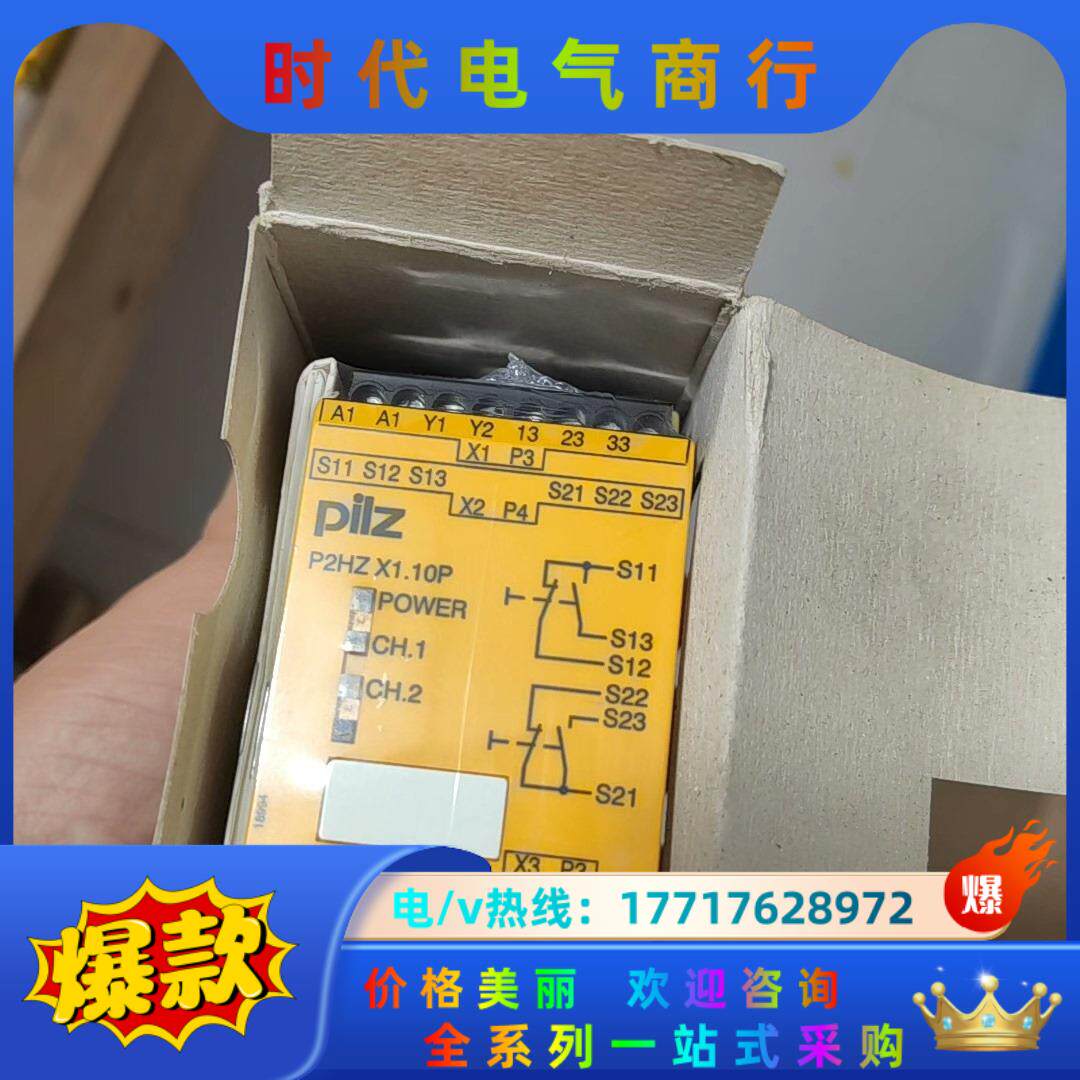 时代电气商行
A1 A1 Y1 Y2 13 23 33
X1 P3
S11 S12 S13
S21 S22 S23
X2 P4
pilz
P2HZ X1.10P
POWER
CH.1
CH.2
S11
S13
S12
S22
S23
S21
18994
X3 P2
电/v热线：17717628972
爆
爆款
价格美丽 欢迎咨询
全系列一站式采购